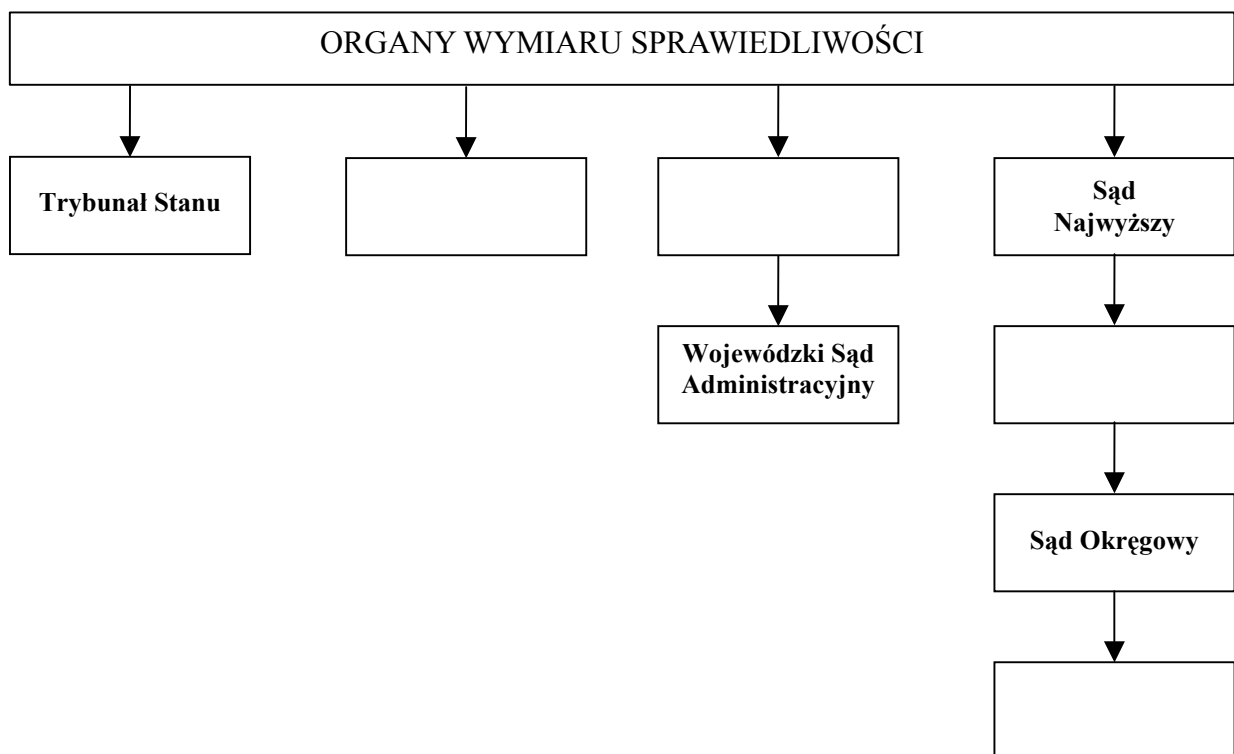 ORGANY WYMIARU SPRAWIEDLIWOŚCI
Trybunał Stanu
Sąd
Najwyższy
Wojewódzki Sąd
Administracyjny
Sąd Okręgowy